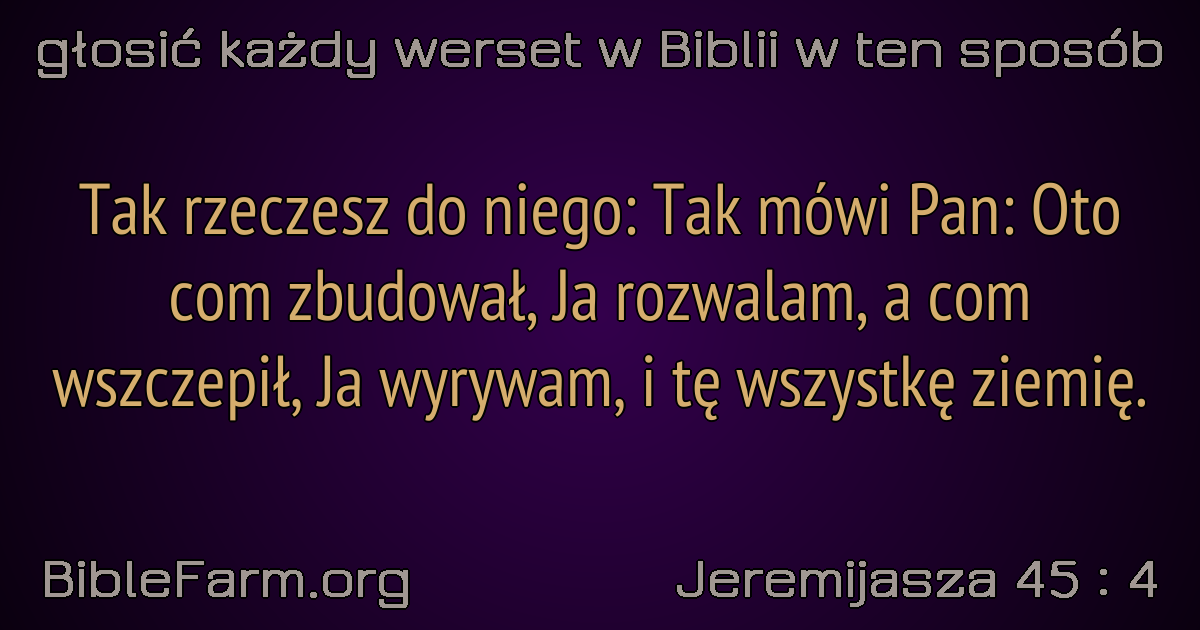 głosić każdy werset w Biblii w ten sposób
Tak rzeczesz do niego: Tak mówi Pan: Oto
com zbudował, Ja rozwalam, a com
wszczepił, Ja wyrywam, i tę wszystkę ziemię.
BibleFarm.org
Jeremijasza 45 : 4